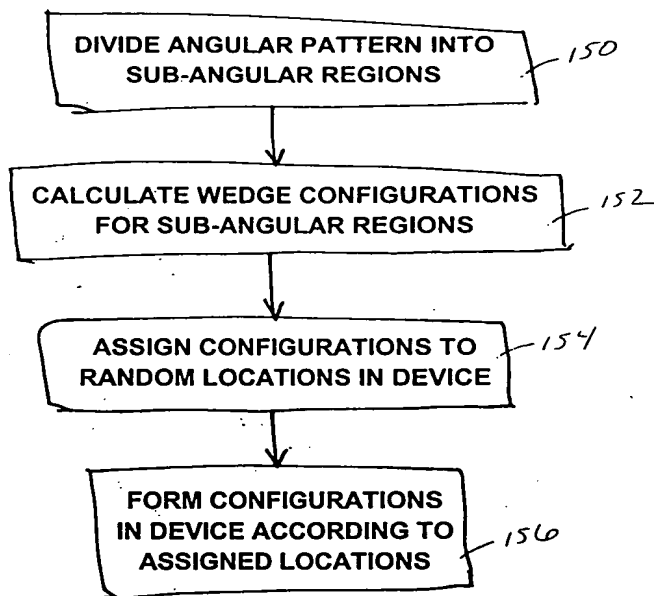 DIVIDE ANGULAR PATTERN INTO
SUB-ANGULAR REGIONS
150
CALCULATE WEDGE CONFIGURATIONS
FOR SUB-ANGULAR REGIONS
152
ASSIGN CONFIGURATIONS TO
RANDOM LOCATIONS IN DEVICE
154
FORM CONFIGURATIONS
IN DEVICE ACCORDING TO
ASSIGNED LOCATIONS
156